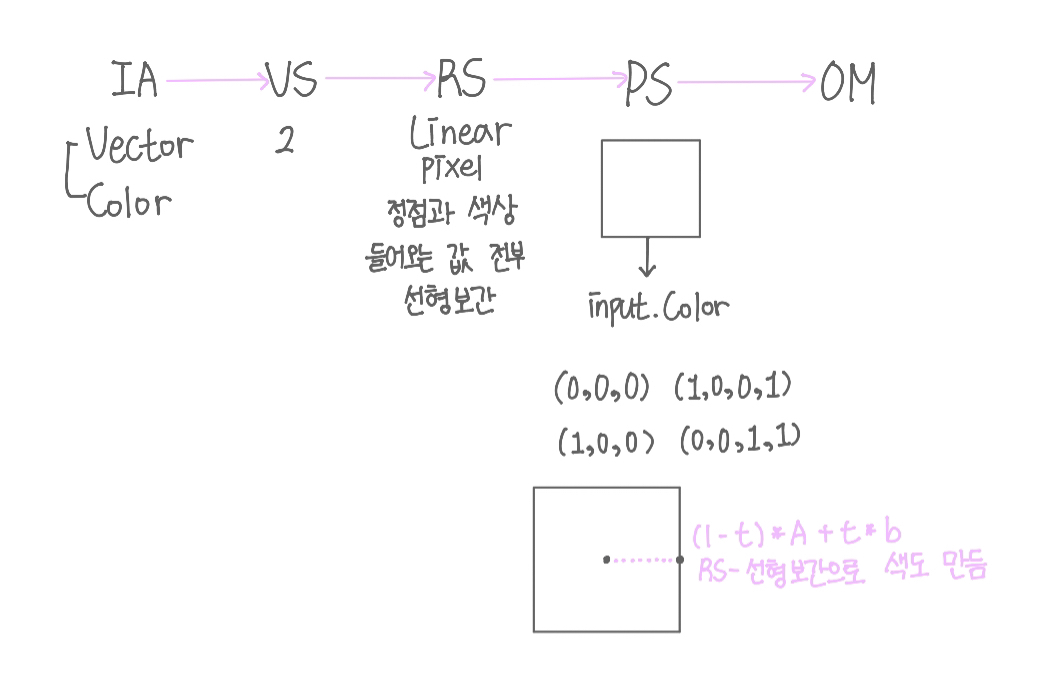 IA → VS → RS → PS → OM
Vector
Color
2
Linear
pixel
정점과 색상
들어오는 값 전부
선형보간
input.Color
(0,0,0) (1,0,0,1)
(1,0,0) (0,0,1,1)
(1-t)*A+t*b
RS-선형보간으로 색도 만듬